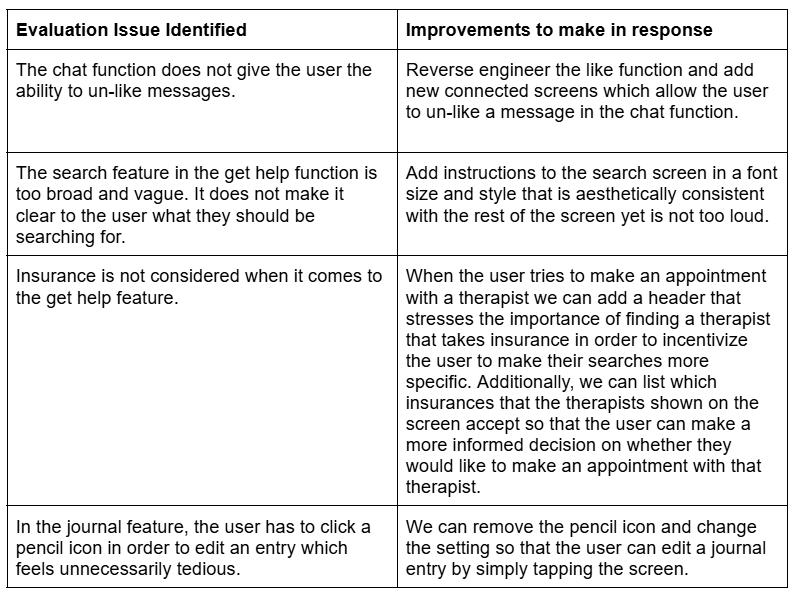 Evaluation Issue Identified
Improvements to make in response
The chat function does not give the user the
ability to un-like messages.
Reverse engineer the like function and add
new connected screens which allow the user
to un-like a message in the chat function.
The search feature in the get help function is
too broad and vague. It does not make it
clear to the user what they should be
searching for.
Add instructions to the search screen in a font
size and style that is aesthetically consistent
with the rest of the screen yet is not too loud.
Insurance is not considered when it comes to
the get help feature.
When the user tries to make an appointment
with a therapist we can add a header that
stresses the importance of finding a therapist
that takes insurance in order to incentivize
the user to make their searches more
specific. Additionally, we can list which
insurances that the therapists shown on the
screen accept so that the user can make a
more informed decision on whether they
would like to make an appointment with that
therapist.
In the journal feature, the user has to click a
pencil icon in order to edit an entry which
feels unnecessarily tedious.
We can remove the pencil icon and change
the setting so that the user can edit a journal
entry by simply tapping the screen.